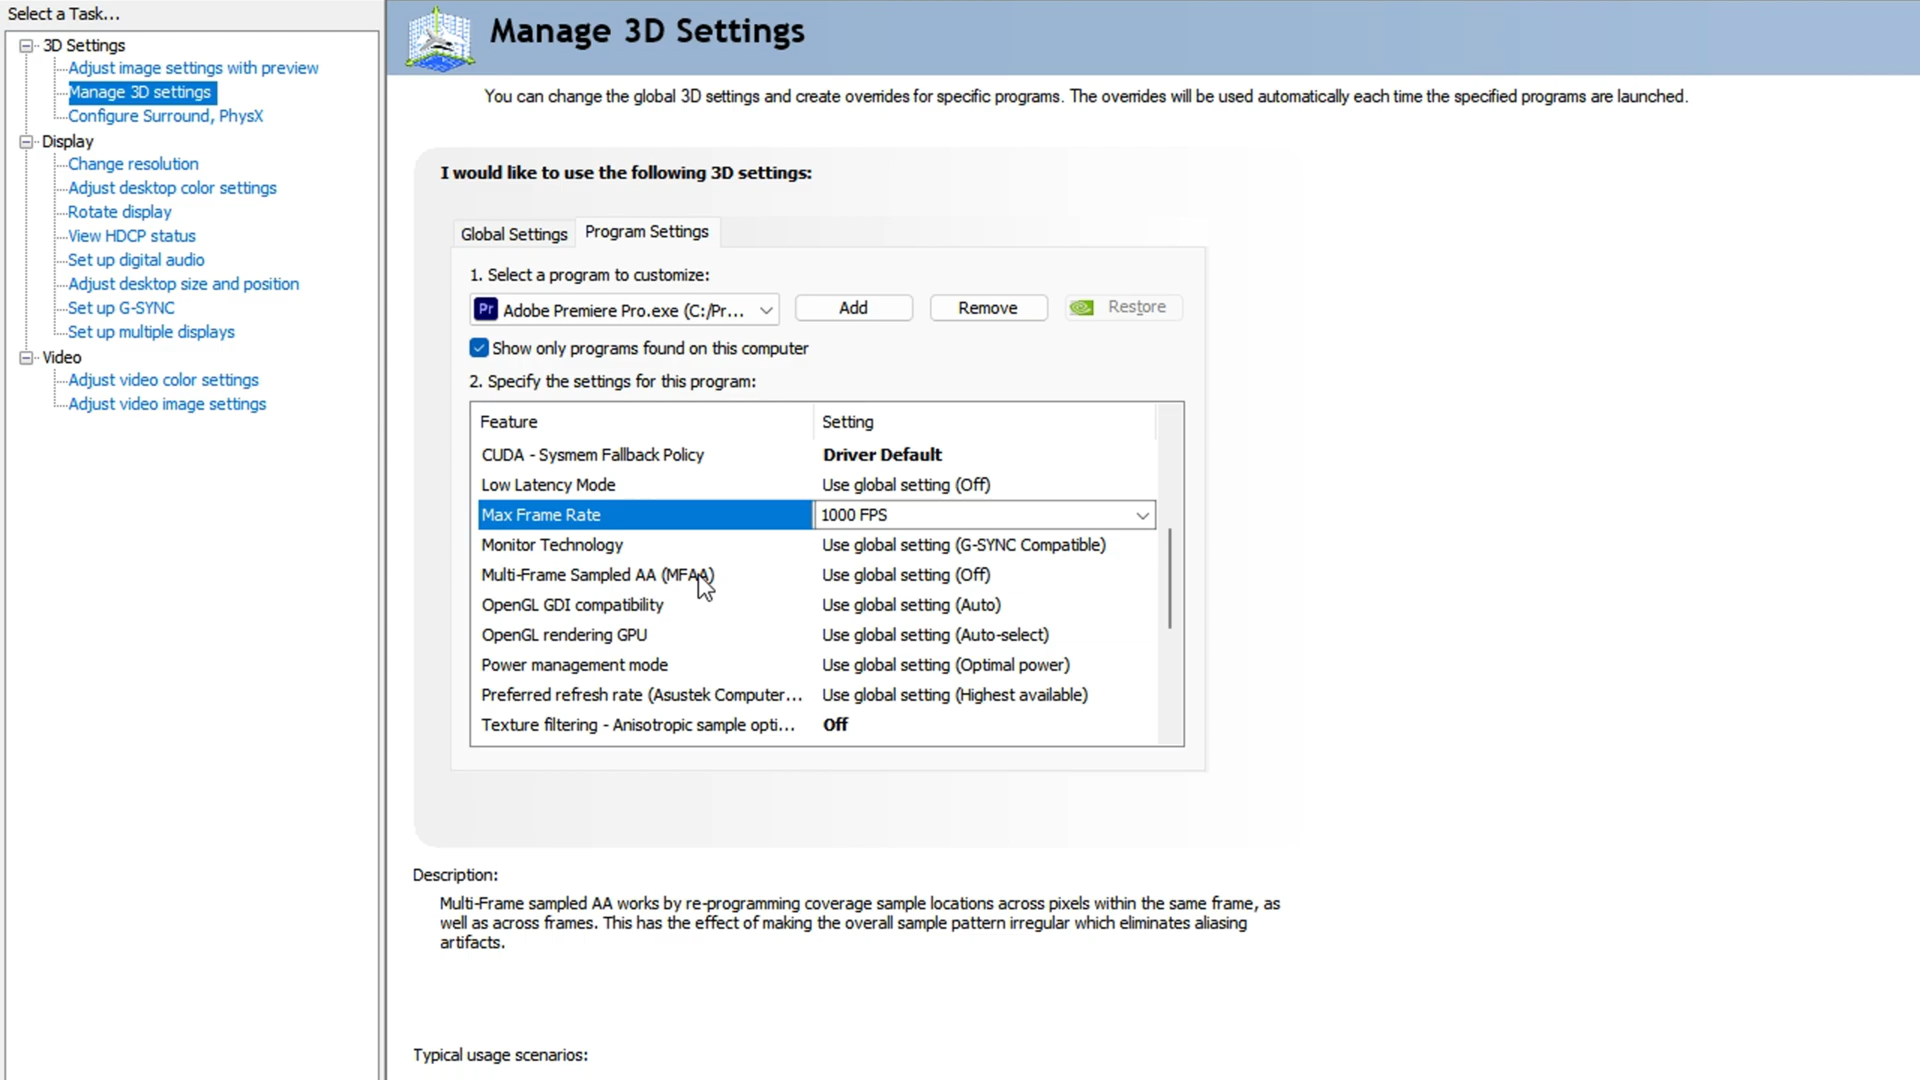 Select a Task...
3D Settings
Adjust image settings with preview
Manage 3D settings
Configure Surround, PhysX
Display
Change resolution
Adjust desktop color settings
Rotate display
View HDCP status
Set up digital audio
Adjust desktop size and position
Set up G-SYNC
Set up multiple displays
Video
Adjust video color settings
Adjust video image settings
Manage 3D Settings
You can change the global 3D settings and create overrides for specific programs. The overrides will be used automatically each time the specified programs are launched.
I would like to use the following 3D settings:
Global Settings
Program Settings
1. Select a program to customize:
Pr Adobe Premiere Pro.exe (C:/Pr...
Add
Remove
Restore
Show only programs found on this computer
2. Specify the settings for this program:
Feature Setting
CUDA - Sysmem Fallback Policy Driver Default
Low Latency Mode Use global setting (Off)
Max Frame Rate 1000 FPS
Monitor Technology Use global setting (G-SYNC Compatible)
Multi-Frame Sampled AA (MFAA) Use global setting (Off)
OpenGL GDI compatibility Use global setting (Auto)
OpenGL rendering GPU Use global setting (Auto-select)
Power management mode Use global setting (Optimal power)
Preferred refresh rate (Asustek Computer... Use global setting (Highest available)
Texture filtering - Anisotropic sample opti... Off
Description:
Multi-Frame sampled AA works by re-programming coverage sample locations across pixels within the same frame, as
well as across frames. This has the effect of making the overall sample pattern irregular which eliminates aliasing
artifacts.
Typical usage scenarios: